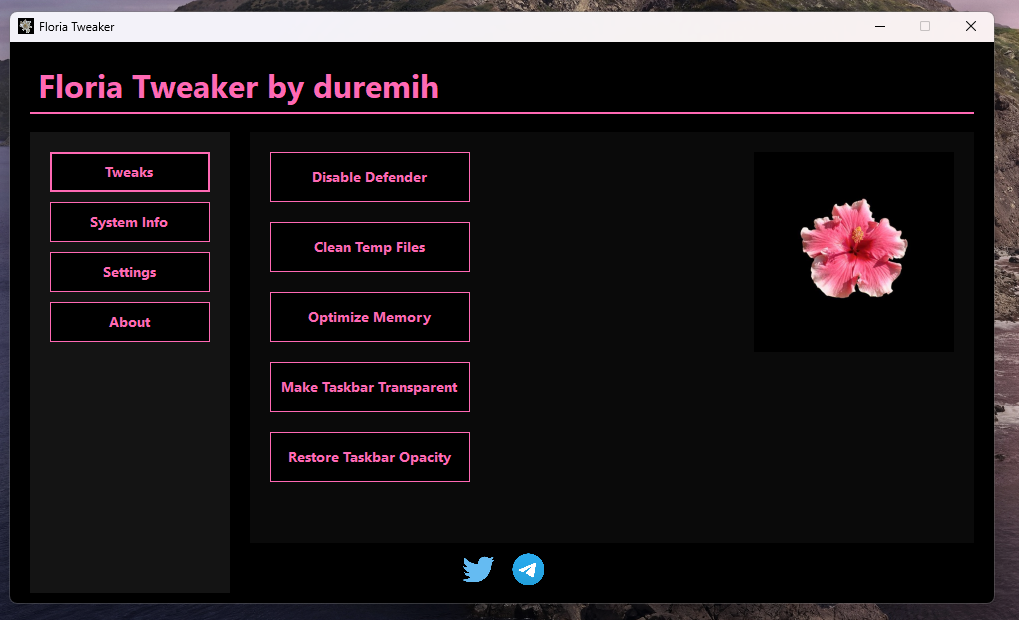 Floria Tweaker
Floria Tweaker by duremih
Tweaks
System Info
Settings
About
Disable Defender
Clean Temp Files
Optimize Memory
Make Taskbar Transparent
Restore Taskbar Opacity